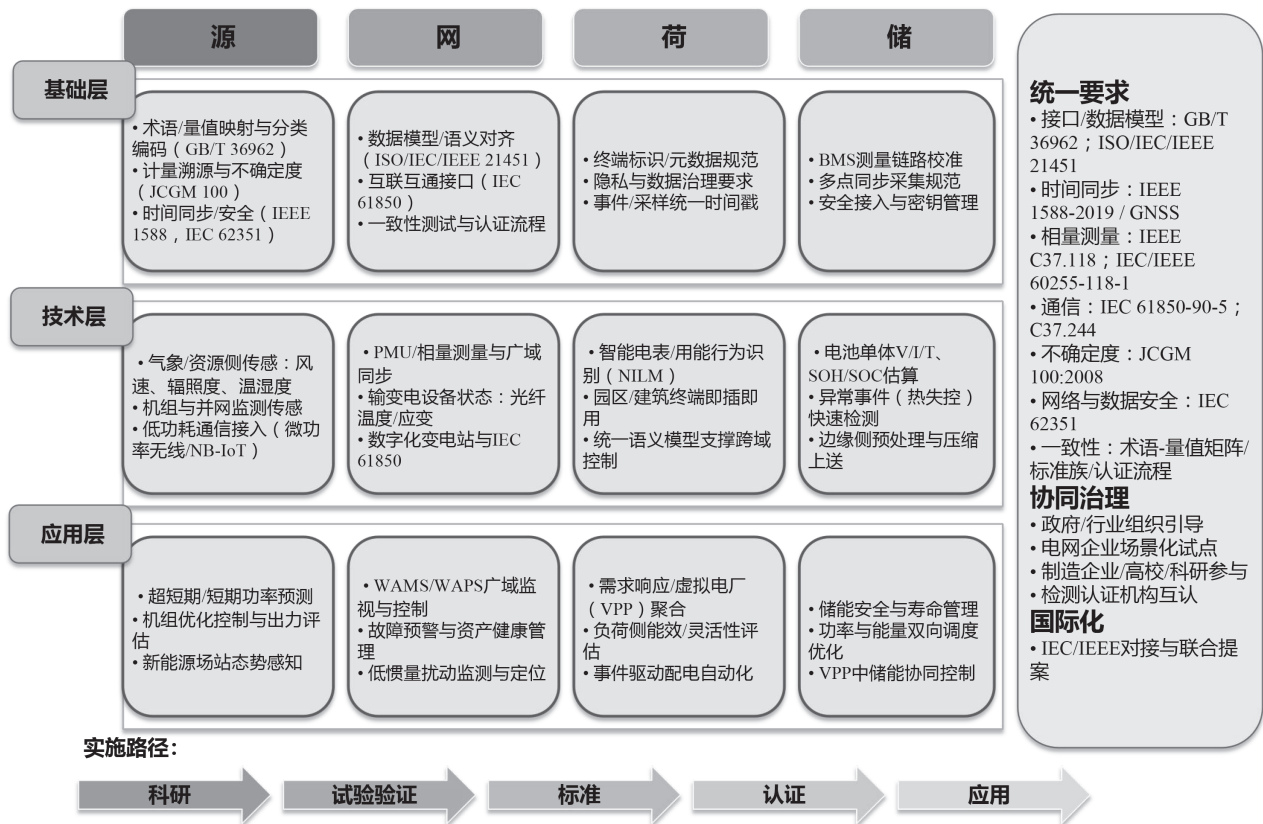 源
网
荷
储
基础层
• 术语/量值映射与分类
编码（GB/T 36962）
• 计量溯源与不确定度
（JCGM 100）
• 时间同步/安全（IEEE
1588，IEC 62351）
• 数据模型/语义对齐
（ISO/IEC/IEEE 21451）
• 互联互通接口（IEC
61850）
• 一致性测试与认证流程
• 终端标识/元数据规范
• 隐私与数据治理要求
• 事件/采样统一时间戳
• BMS测量链路校准
• 多点同步采集规范
• 安全接入与密钥管理
技术层
• 气象/资源侧传感：风
速、辐照度、温湿度
• 机组与并网监测传感
• 低功耗通信接入（微功
率无线/NB-IoT）
• PMU/相量测量与广域
同步
• 输变电设备状态：光纤
温度/应变
• 数字化变电站与IEC
61850
• 智能电表/用能行为识
别（NILM）
• 园区/建筑终端即插即
用
• 统一语义模型支撑跨域
控制
• 电池单体V/I/T、
SOH/SOC估算
• 异常事件（热失控）
快速检测
• 边缘侧预处理与压缩
上送
应用层
• 超短期/短期功率预测
• 机组优化控制与出力评
估
• 新能源场站态势感知
• WAMS/WAPS广域监
视与控制
• 故障预警与资产健康管
理
• 低惯量扰动监测与定位
• 需求响应/虚拟电厂
（VPP）聚合
• 负荷侧能效/灵活性评
估
• 事件驱动配电自动化
• 储能安全与寿命管理
• 功率与能量双向调度
优化
• VPP中储能协同控制
统一要求
• 接口/数据模型：GB/T
36962；ISO/IEC/IEEE
21451
• 时间同步：IEEE
1588-2019 / GNSS
• 相量测量：IEEE
C37.118；IEC/IEEE
60255-118-1
• 通信：IEC 61850-90-5；
C37.244
• 不确定度：JCGM
100:2008
• 网络与数据安全：IEC
62351
• 一致性：术语-量值矩阵/
标准族/认证流程
协同治理
• 政府/行业组织引导
• 电网企业场景化试点
• 制造企业/高校/科研参与
• 检测认证机构互认
国际化
• IEC/IEEE对接与联合提
案
实施路径：
科研
试验验证
标准
认证
应用